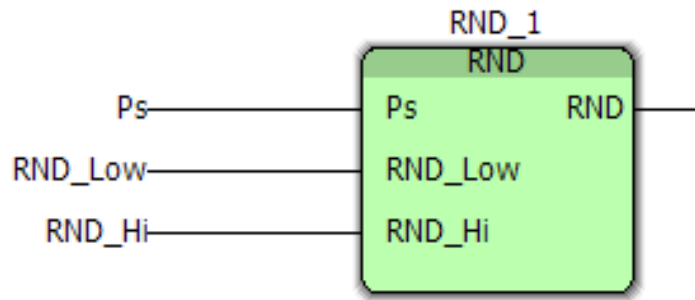 RND_1
RND
Ps Ps RND
RND_Low RND_Low
RND_Hi RND_Hi